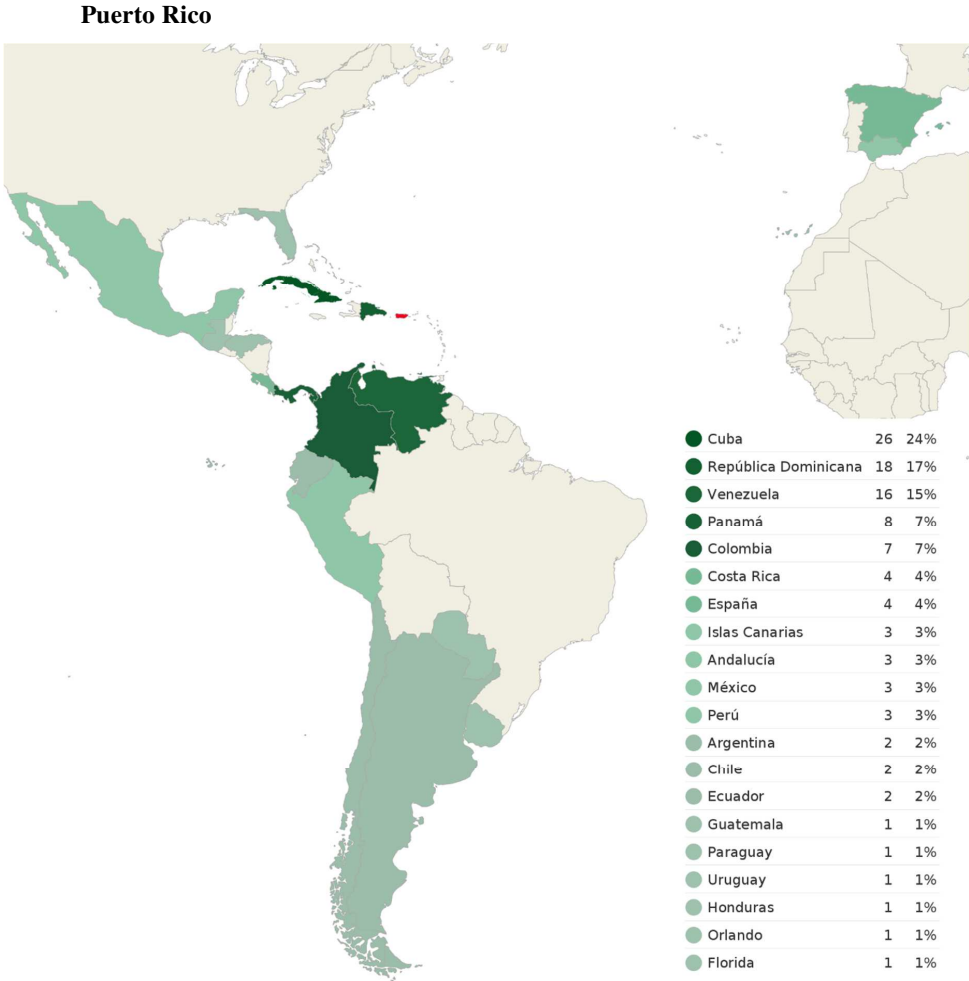 Puerto Rico
Cuba 26 24%
República Dominicana 18 17%
Venezuela 16 15%
Panamá 8 7%
Colombia 7 7%
Costa Rica 4 4%
España 4 4%
Islas Canarias 3 3%
Andalucía 3 3%
México 3 3%
Perú 3 3%
Argentina 2 2%
Chile 2 2%
Ecuador 2 2%
Guatemala 1 1%
Paraguay 1 1%
Uruguay 1 1%
Honduras 1 1%
Orlando 1 1%
Florida 1 1%